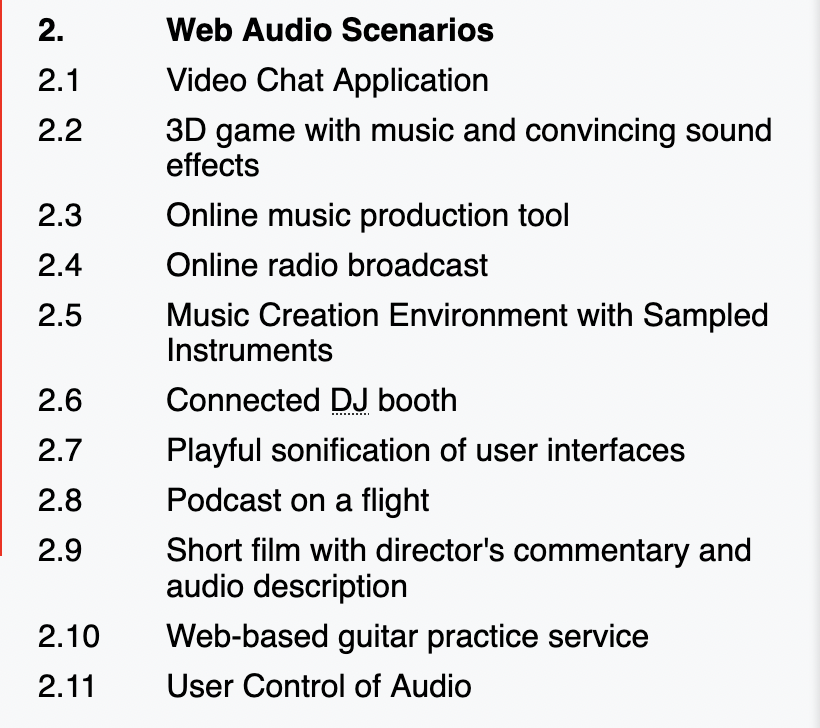 2. Web Audio Scenarios
2.1 Video Chat Application
2.2 3D game with music and convincing sound
effects
2.3 Online music production tool
2.4 Online radio broadcast
2.5 Music Creation Environment with Sampled
Instruments
2.6 Connected DJ booth
2.7 Playful sonification of user interfaces
2.8 Podcast on a flight
2.9 Short film with director's commentary and
audio description
2.10 Web-based guitar practice service
2.11 User Control of Audio